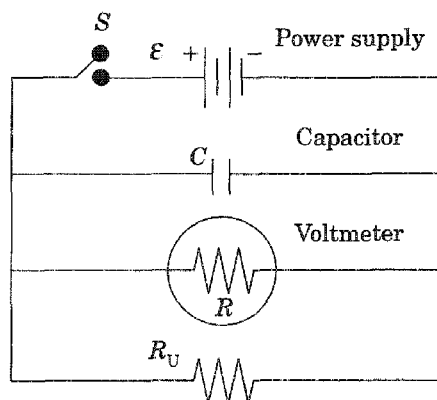 S
ε + − Power supply
Capacitor
C
Voltmeter
R
R_U